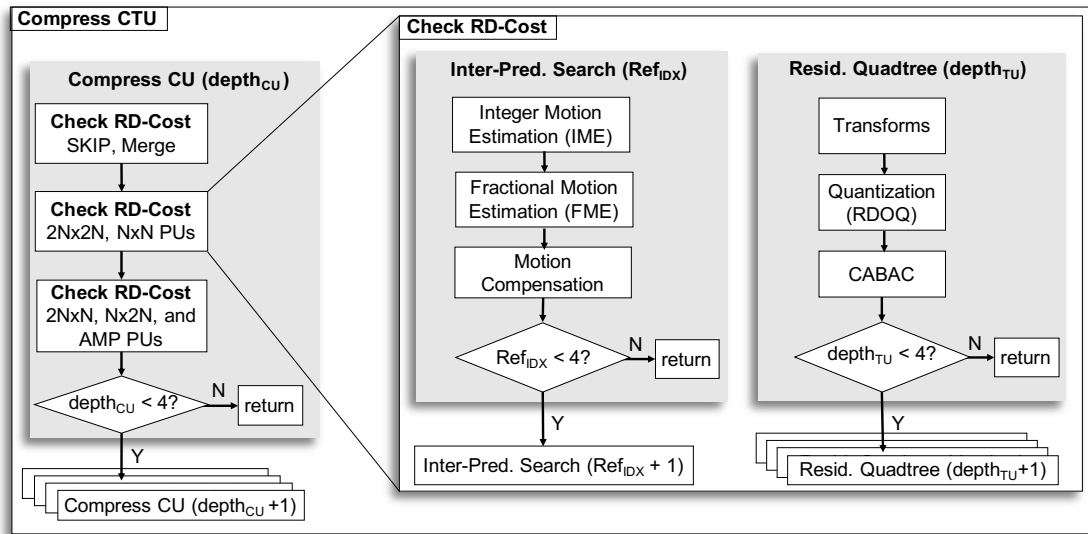 Compress CTU
Compress CU (depthCU)
Check RD-Cost
SKIP, Merge
Check RD-Cost
2Nx2N, NxN PUs
Check RD-Cost
2NxN, Nx2N, and
AMP PUs
depthCU < 4?
N
return
Y
Compress CU (depthCU +1)
Check RD-Cost
Inter-Pred. Search (RefIDX)
Integer Motion
Estimation (IME)
Fractional Motion
Estimation (FME)
Motion
Compensation
RefIDX < 4?
N
return
Y
Inter-Pred. Search (RefIDX + 1)
Resid. Quadtree (depthTU)
Transforms
Quantization
(RDOQ)
CABAC
depthTU < 4?
N
return
Y
Resid. Quadtree (depthTU+1)